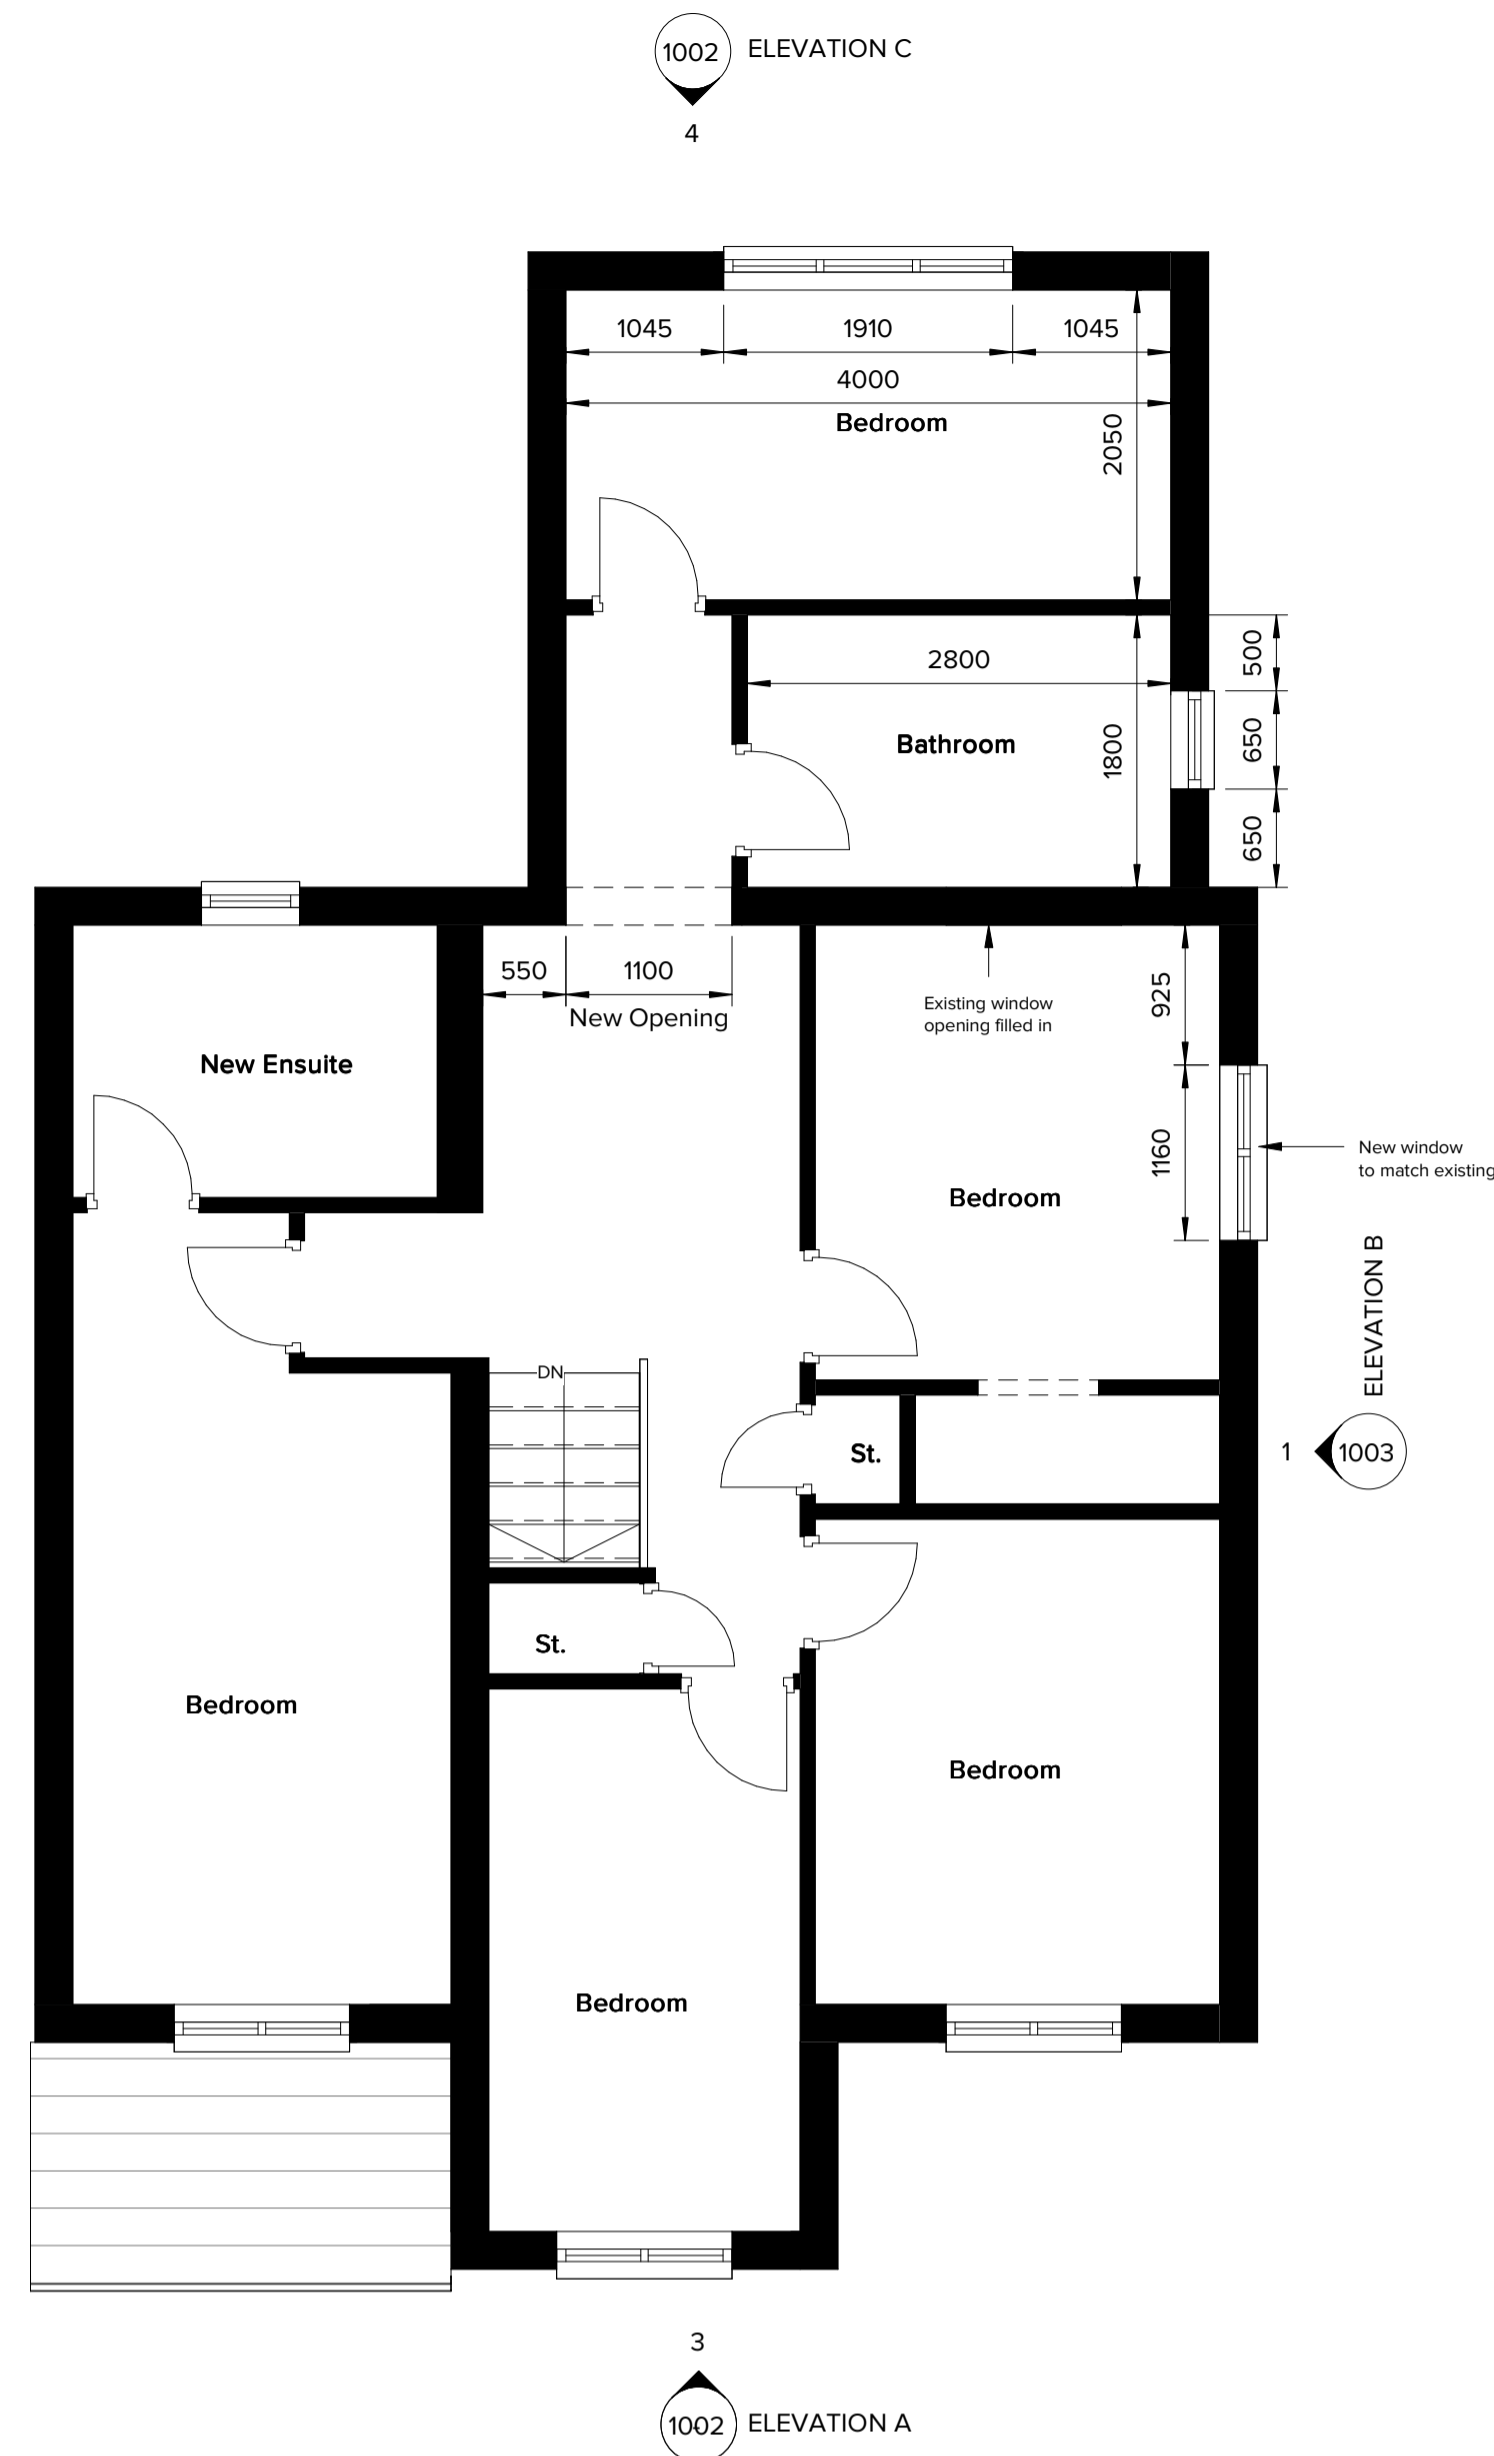 1002 ELEVATION C
4
1045 1910 1045
4000
Bedroom
2050
2800
Bathroom
1800
500
650
650
550 1100
New Opening
Existing window
opening filled in
925
New Ensuite
1160
New window
to match existing
Bedroom
ELEVATION B
DN
St.
1 1003
St.
Bedroom
Bedroom
Bedroom
3
1002 ELEVATION A